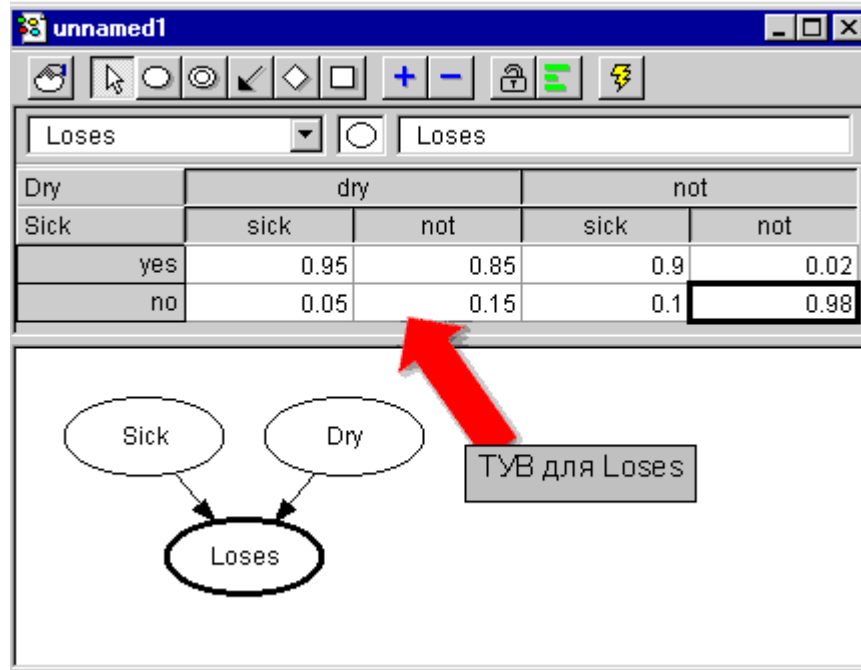 unnamed1
Loses Loses
Dry dry not
Sick sick not sick not
yes 0.95 0.85 0.9 0.02
no 0.05 0.15 0.1 0.98
Sick Dry
ТУВ для Loses
Loses